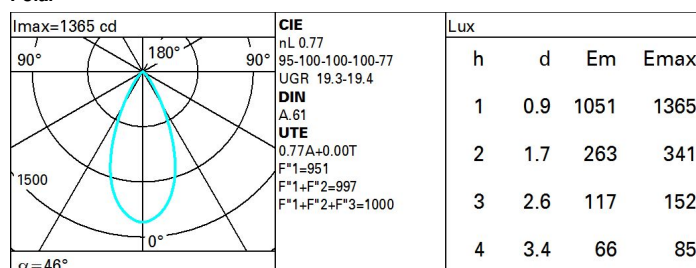 Imax=1365 cd
90°
180°
90°
1500
0°
α=46°
CIE
nL 0.77
95-100-100-100-77
UGR 19.3-19.4
DIN
A.61
UTE
0.77A+0.00T
F"1=951
F"1+F"2=997
F"1+F"2+F"3=1000
Lux
h d Em Emax
1 0.9 1051 1365
2 1.7 263 341
3 2.6 117 152
4 3.4 66 85